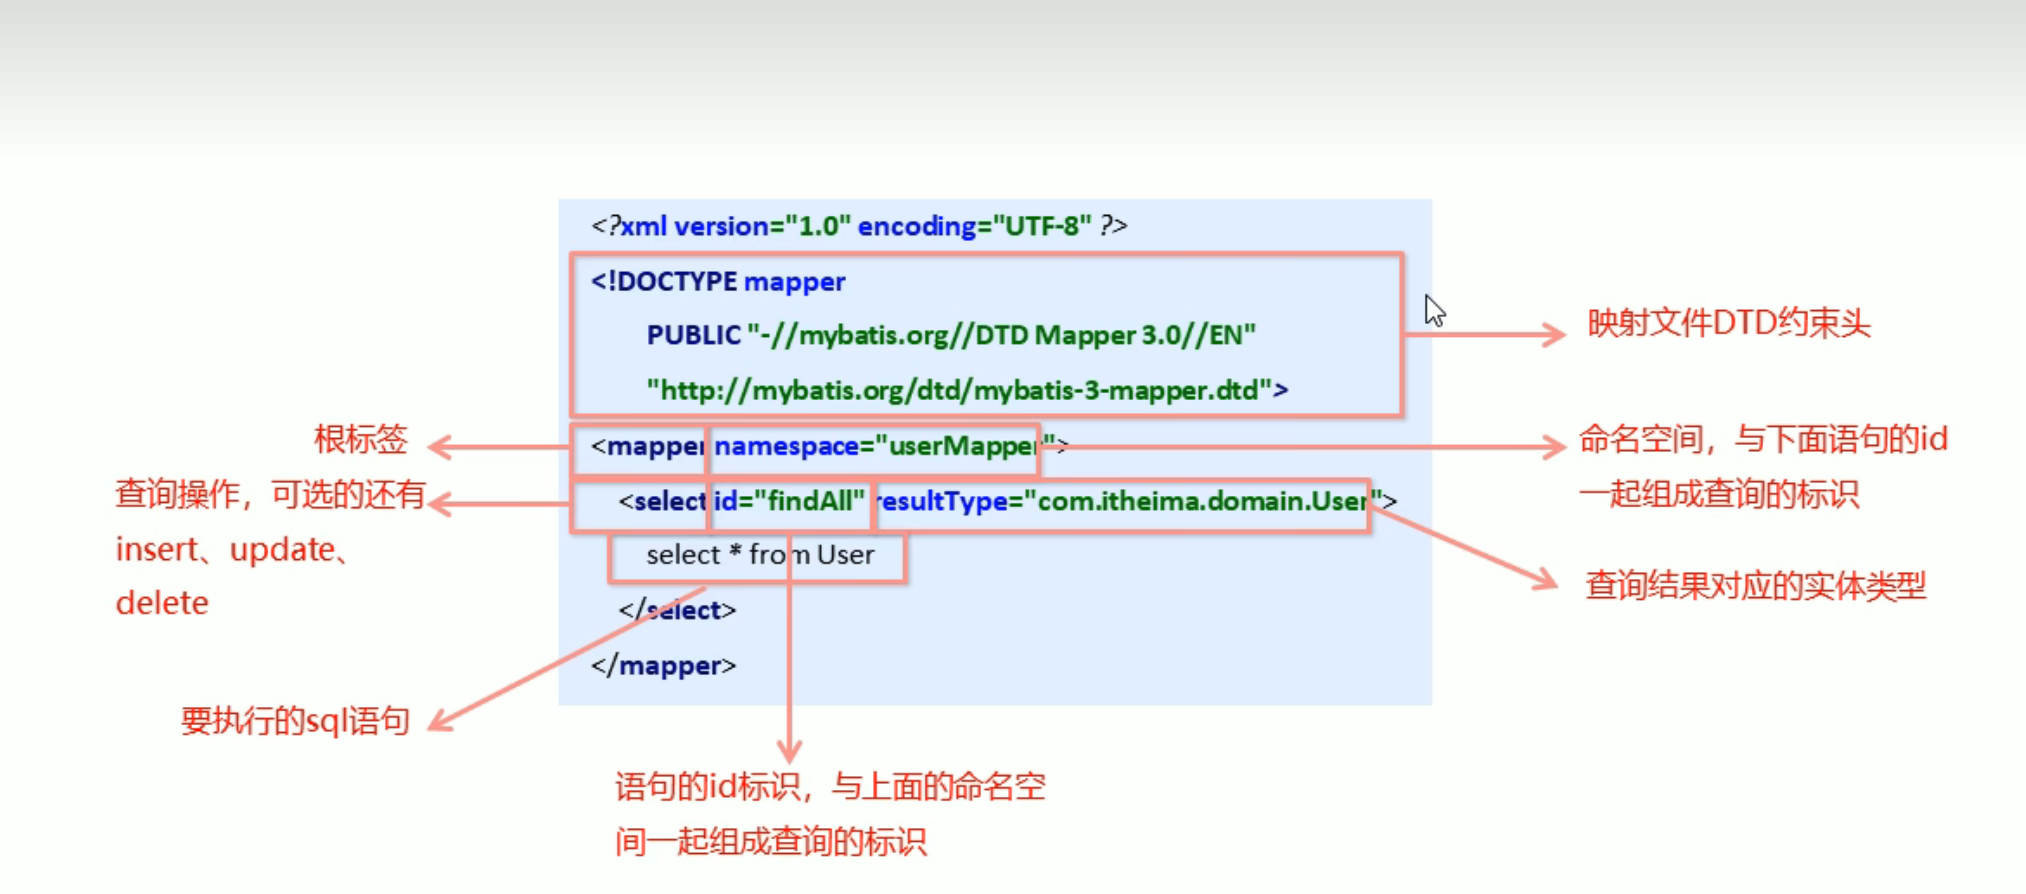 <?xml version="1.0" encoding="UTF-8" ?>
<!DOCTYPE mapper
PUBLIC "-//mybatis.org//DTD Mapper 3.0//EN"
"http://mybatis.org/dtd/mybatis-3-mapper.dtd">
<mapper namespace="userMapper">
<select id="findAll" resultType="com.itheima.domain.User">
select * from User
</select>
</mapper>
映射文件DTD约束头
根标签
命名空间，与下面语句的id
一起组成查询的标识
查询操作，可选的还有
insert、update、
delete
查询结果对应的实体类型
要执行的sql语句
语句的id标识，与上面的命名空
间一起组成查询的标识